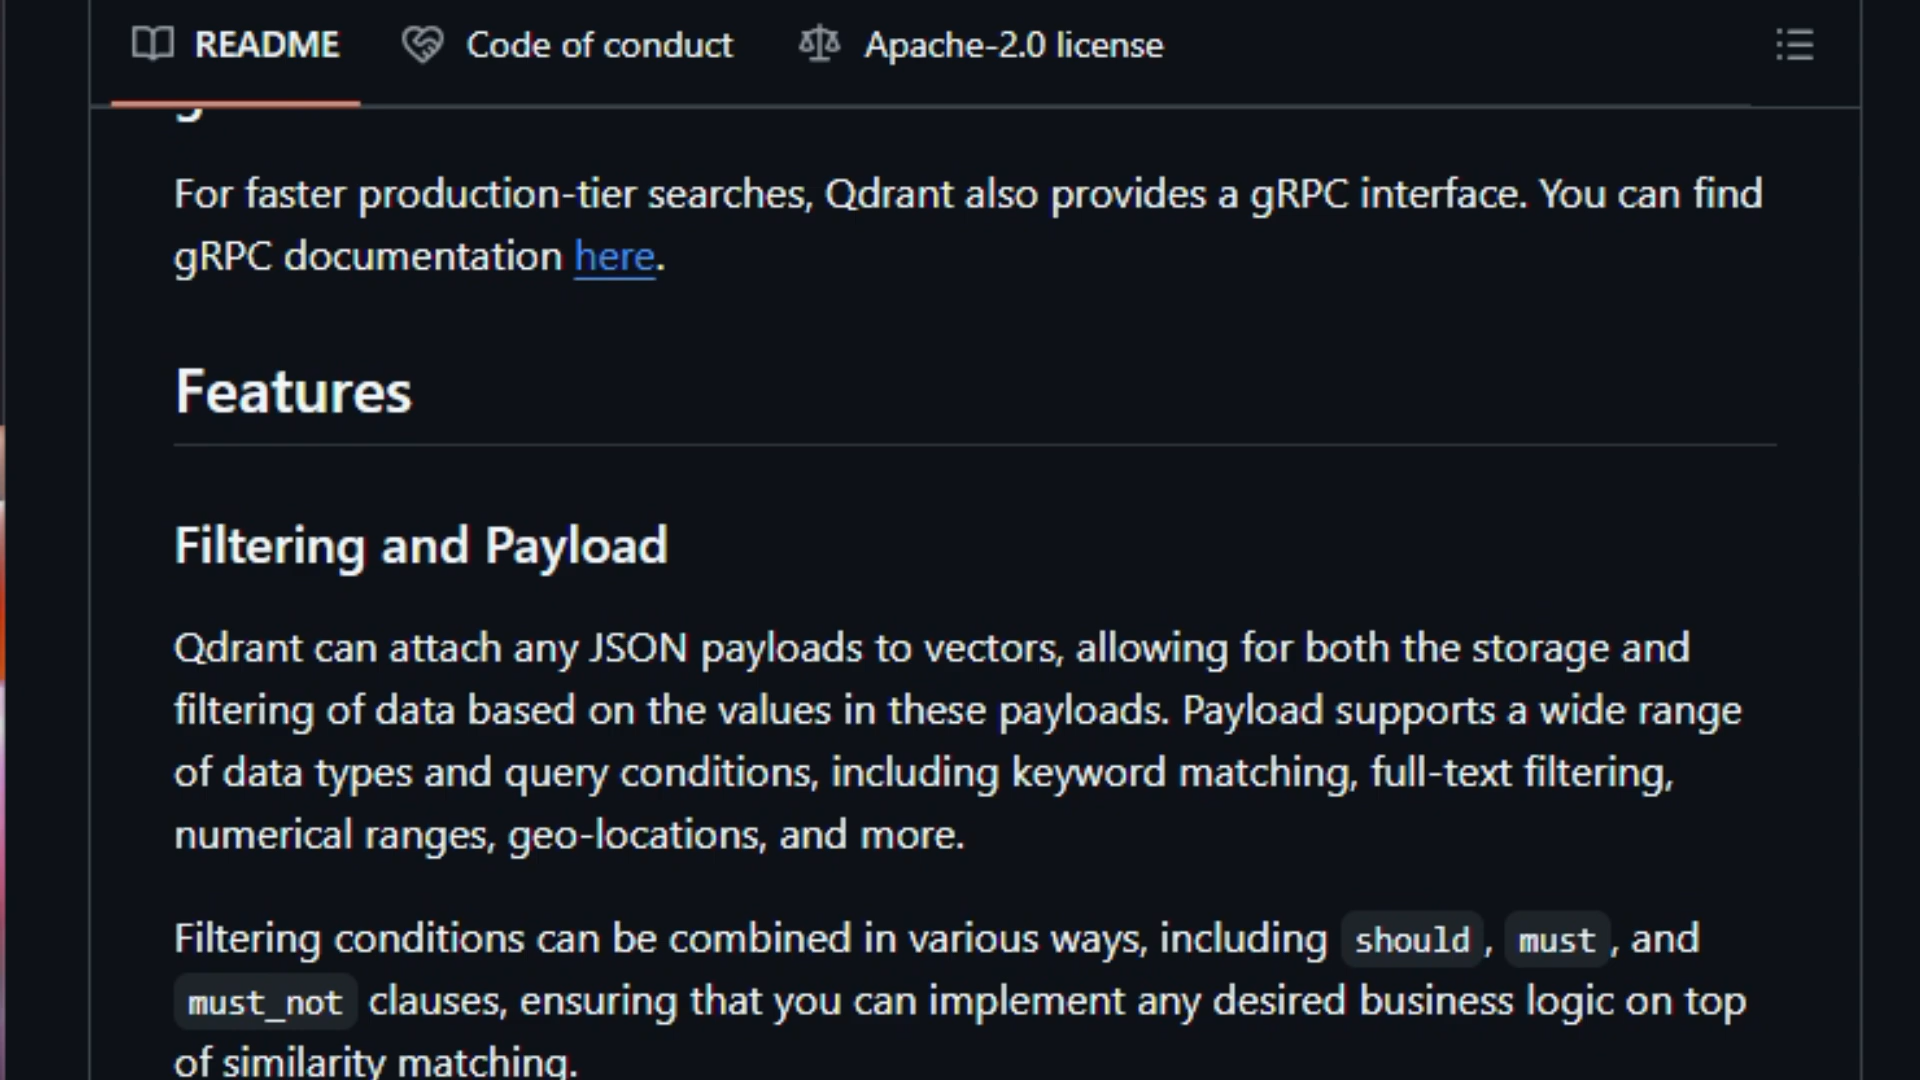 README Code of conduct Apache-2.0 license
For faster production-tier searches, Qdrant also provides a gRPC interface. You can find
gRPC documentation here.
Features
Filtering and Payload
Qdrant can attach any JSON payloads to vectors, allowing for both the storage and
filtering of data based on the values in these payloads. Payload supports a wide range
of data types and query conditions, including keyword matching, full-text filtering,
numerical ranges, geo-locations, and more.
Filtering conditions can be combined in various ways, including should, must, and
must_not clauses, ensuring that you can implement any desired business logic on top
of similarity matching.